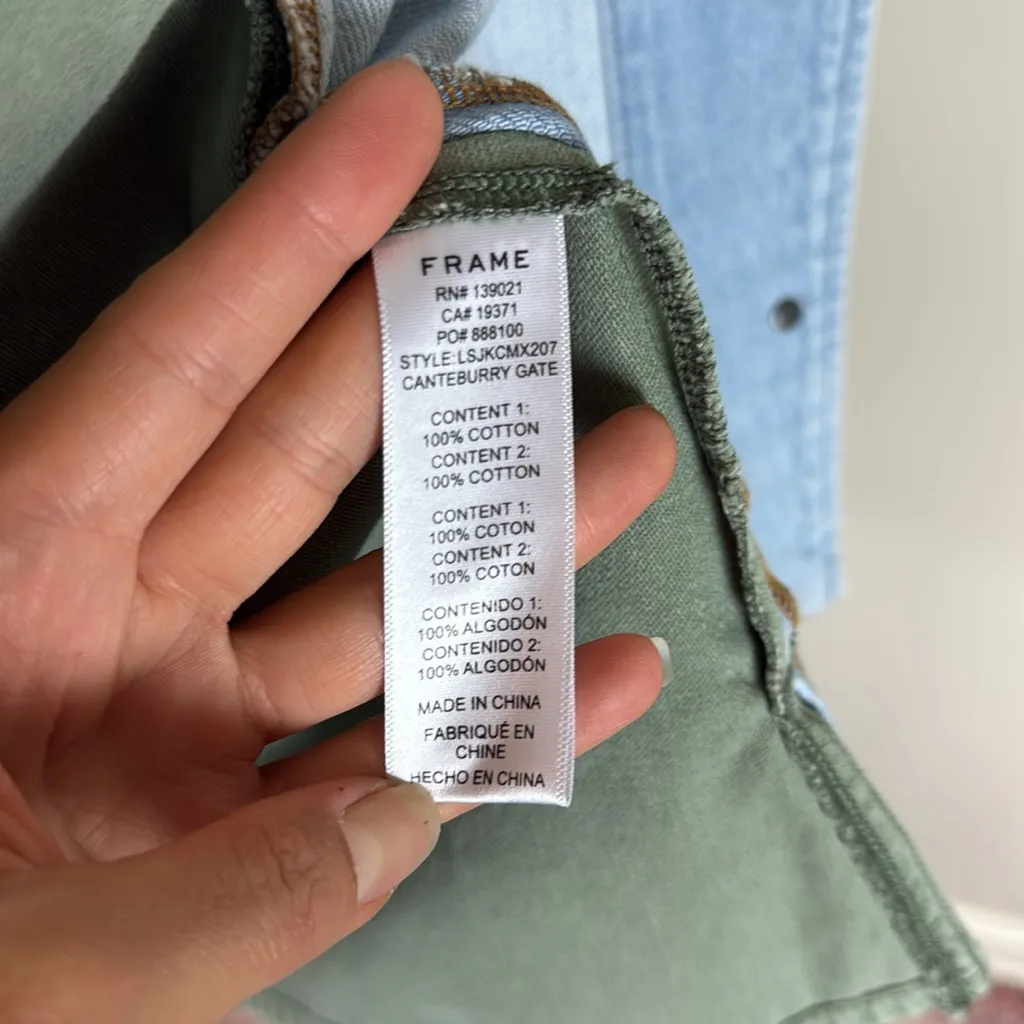 FRAME
RN# 139021
CA# 19371
PO# 888100
STYLE:LSJKCMX207
CANTEBURRY GATE
CONTENT 1:
100% COTTON
CONTENT 2:
100% COTTON
CONTENT 1:
100% COTON
CONTENT 2:
100% COTON
CONTENIDO 1:
100% ALGODÓN
CONTENIDO 2:
100% ALGODÓN
MADE IN CHINA
FABRIQUÉ EN
CHINE
HECHO EN CHINA